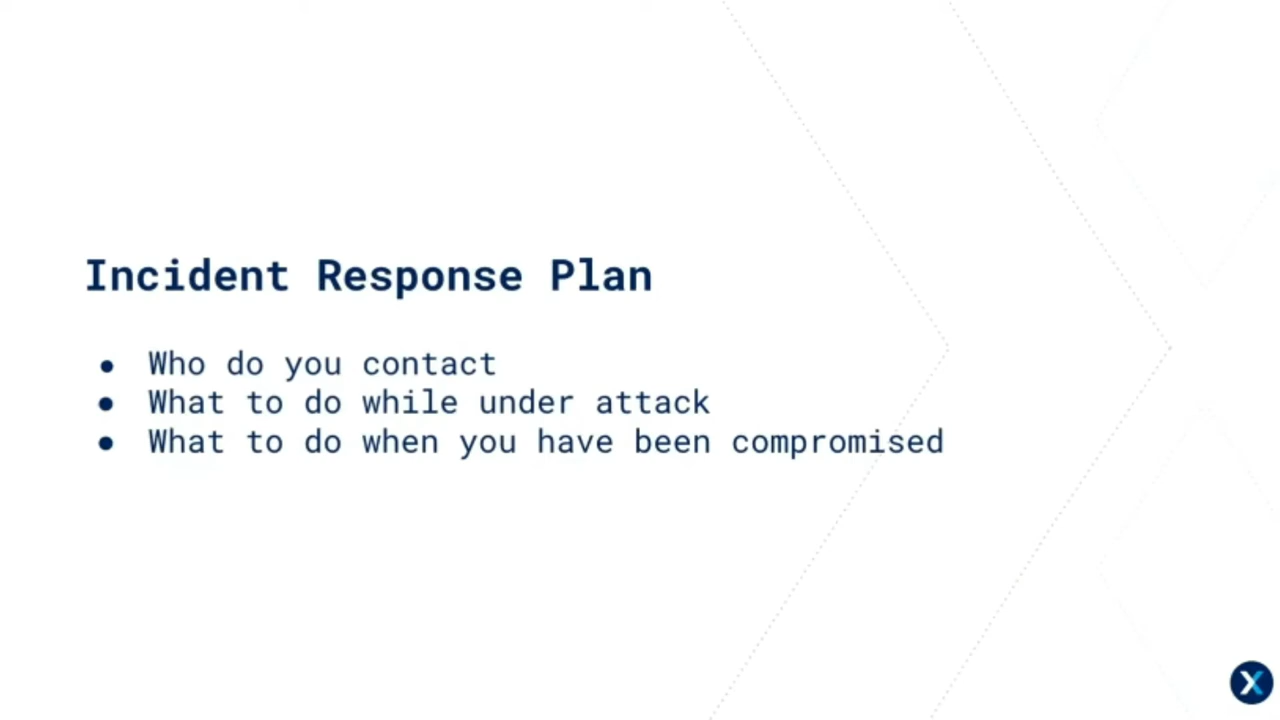 Incident Response Plan
● Who do you contact
● What to do while under attack
● What to do when you have been compromised
X